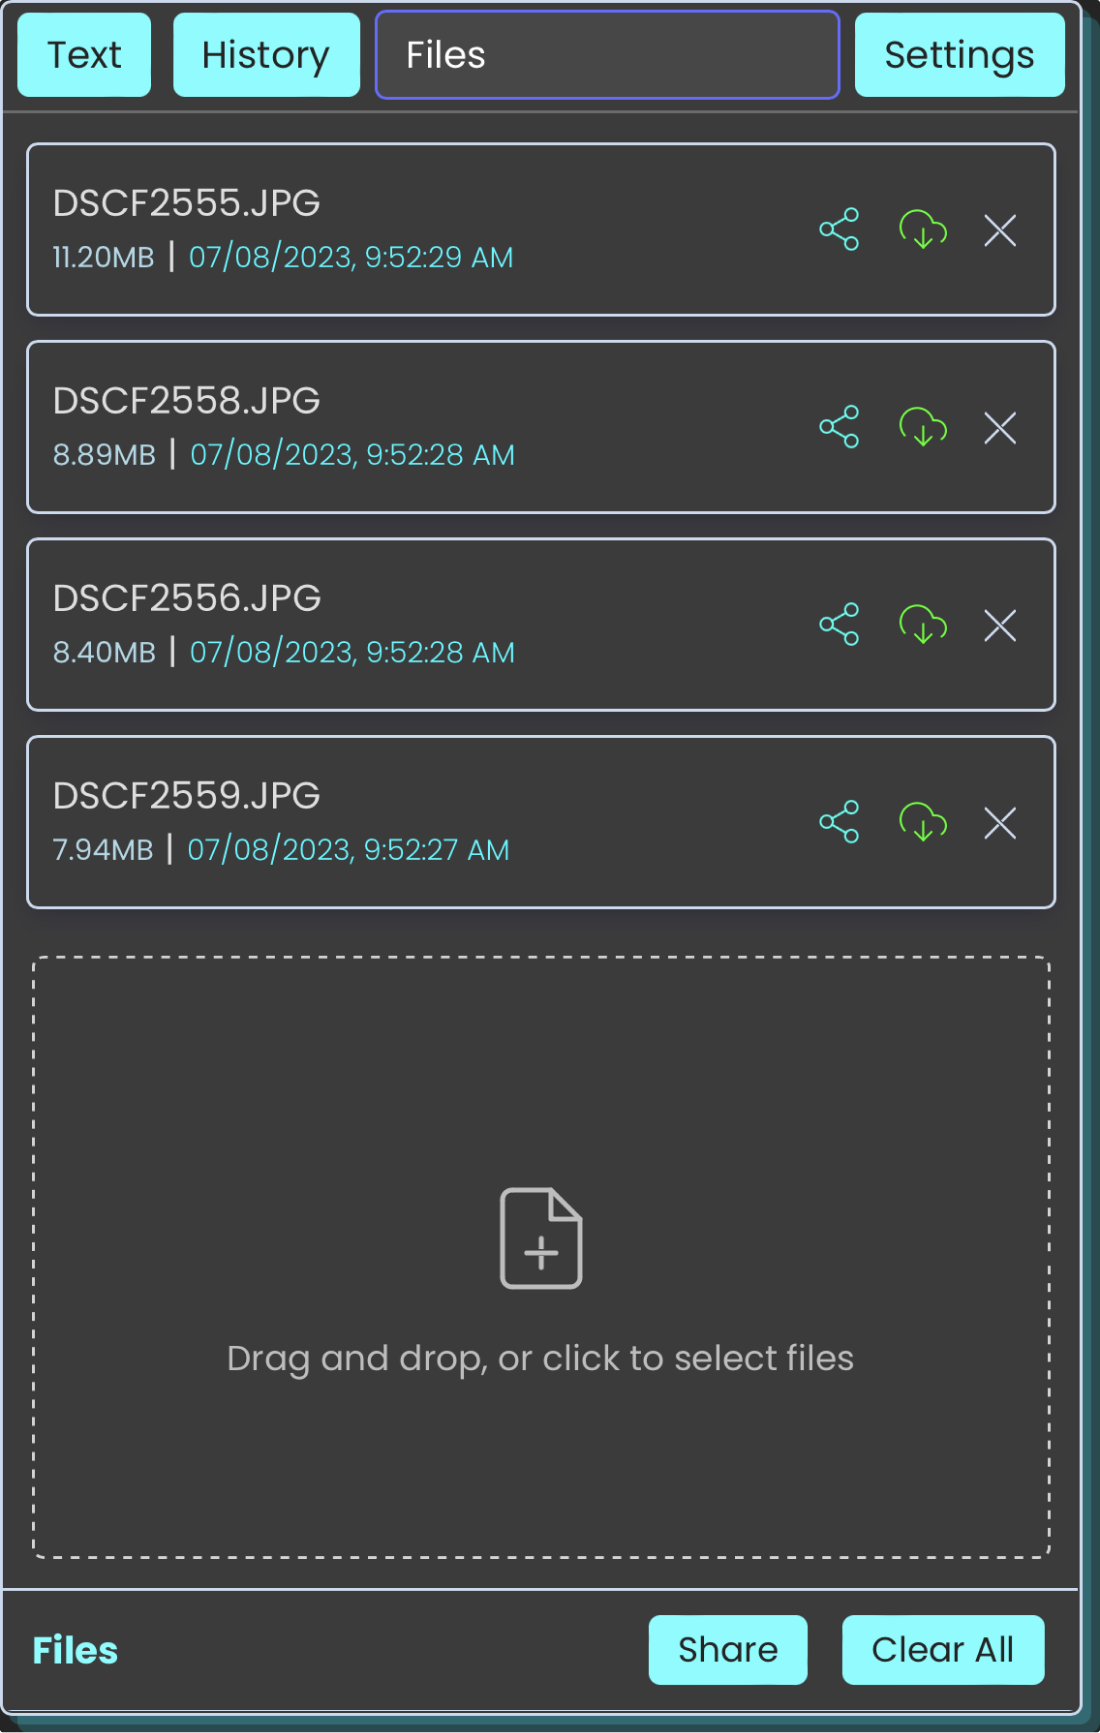 Text History Files Settings
DSCF2555.JPG
11.20MB | 07/08/2023, 9:52:29 AM
DSCF2558.JPG
8.89MB | 07/08/2023, 9:52:28 AM
DSCF2556.JPG
8.40MB | 07/08/2023, 9:52:28 AM
DSCF2559.JPG
7.94MB | 07/08/2023, 9:52:27 AM
Drag and drop, or click to select files
Files Share Clear All